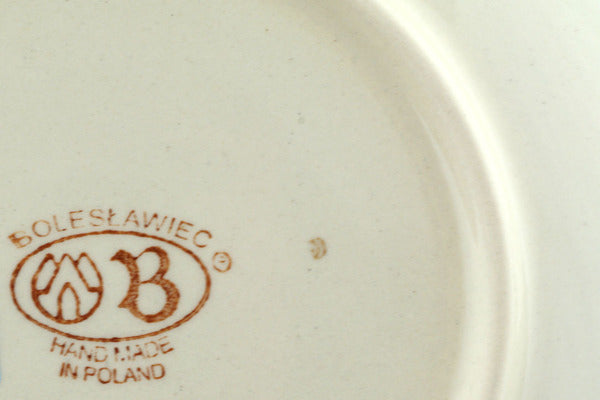 BOLESŁAWIEC
B
HAND MADE
IN POLAND